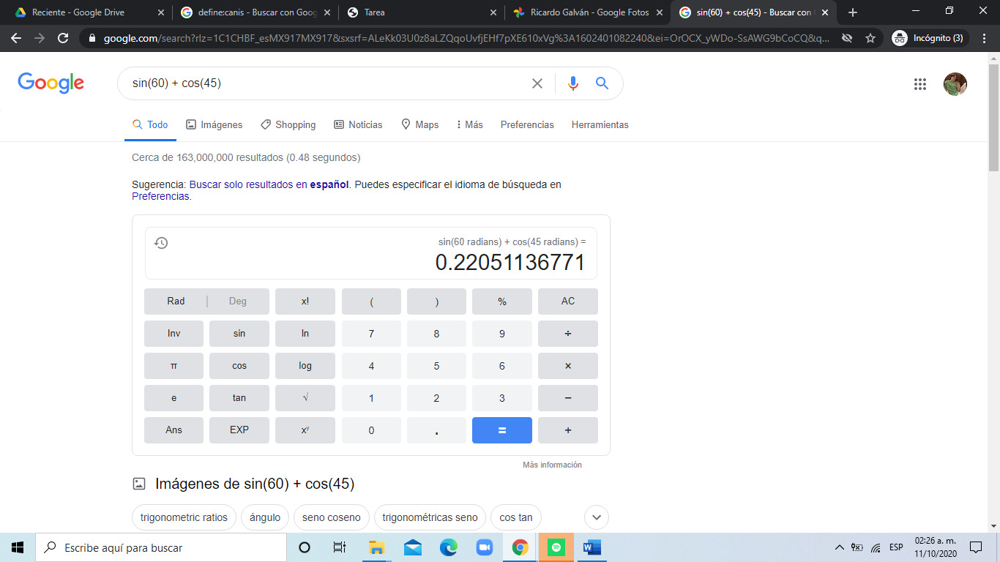 Reciente - Google Drive
define:canis - Buscar con Goog
Tarea
Ricardo Galván - Google Fotos
sin(60) + cos(45) - Buscar con
google.com/search?rlz=1C1CHBF_esMX917MX917&sxsrf=ALeKk03U0z8aLZQqoUvfjEHf7pXE610xVg%3A1602401082240&ei=OrOCX_yWDo-SsAWG9bCoCQ&q...
Incógnito (3)
Google
sin(60) + cos(45)
Todo
Imágenes
Shopping
Noticias
Maps
Más
Preferencias
Herramientas
Cerca de 163,000,000 resultados (0.48 segundos)
Sugerencia: Buscar solo resultados en español. Puedes especificar el idioma de búsqueda en
Preferencias.
sin(60 radians) + cos(45 radians) =
0.22051136771
Rad | Deg x! ( ) % AC
Inv sin ln 7 8 9 ÷
π cos log 4 5 6 ×
e tan √ 1 2 3 −
Ans EXP xʸ 0 . = +
Más información
Imágenes de sin(60) + cos(45)
trigonometric ratios
ángulo
seno coseno
trigonométricas seno
cos tan
Escribe aquí para buscar
ESP
02:26 a. m.
11/10/2020